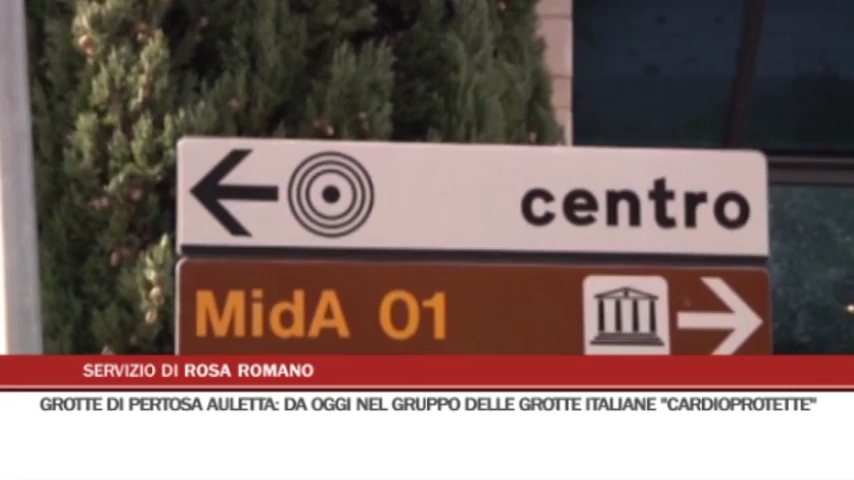 centro
MidA 01
SERVIZIO DI ROSA ROMANO
GROTTE DI PERTOSA AULETTA: DA OGGI NEL GRUPPO DELLE GROTTE ITALIANE "CARDIOPROTETTE"